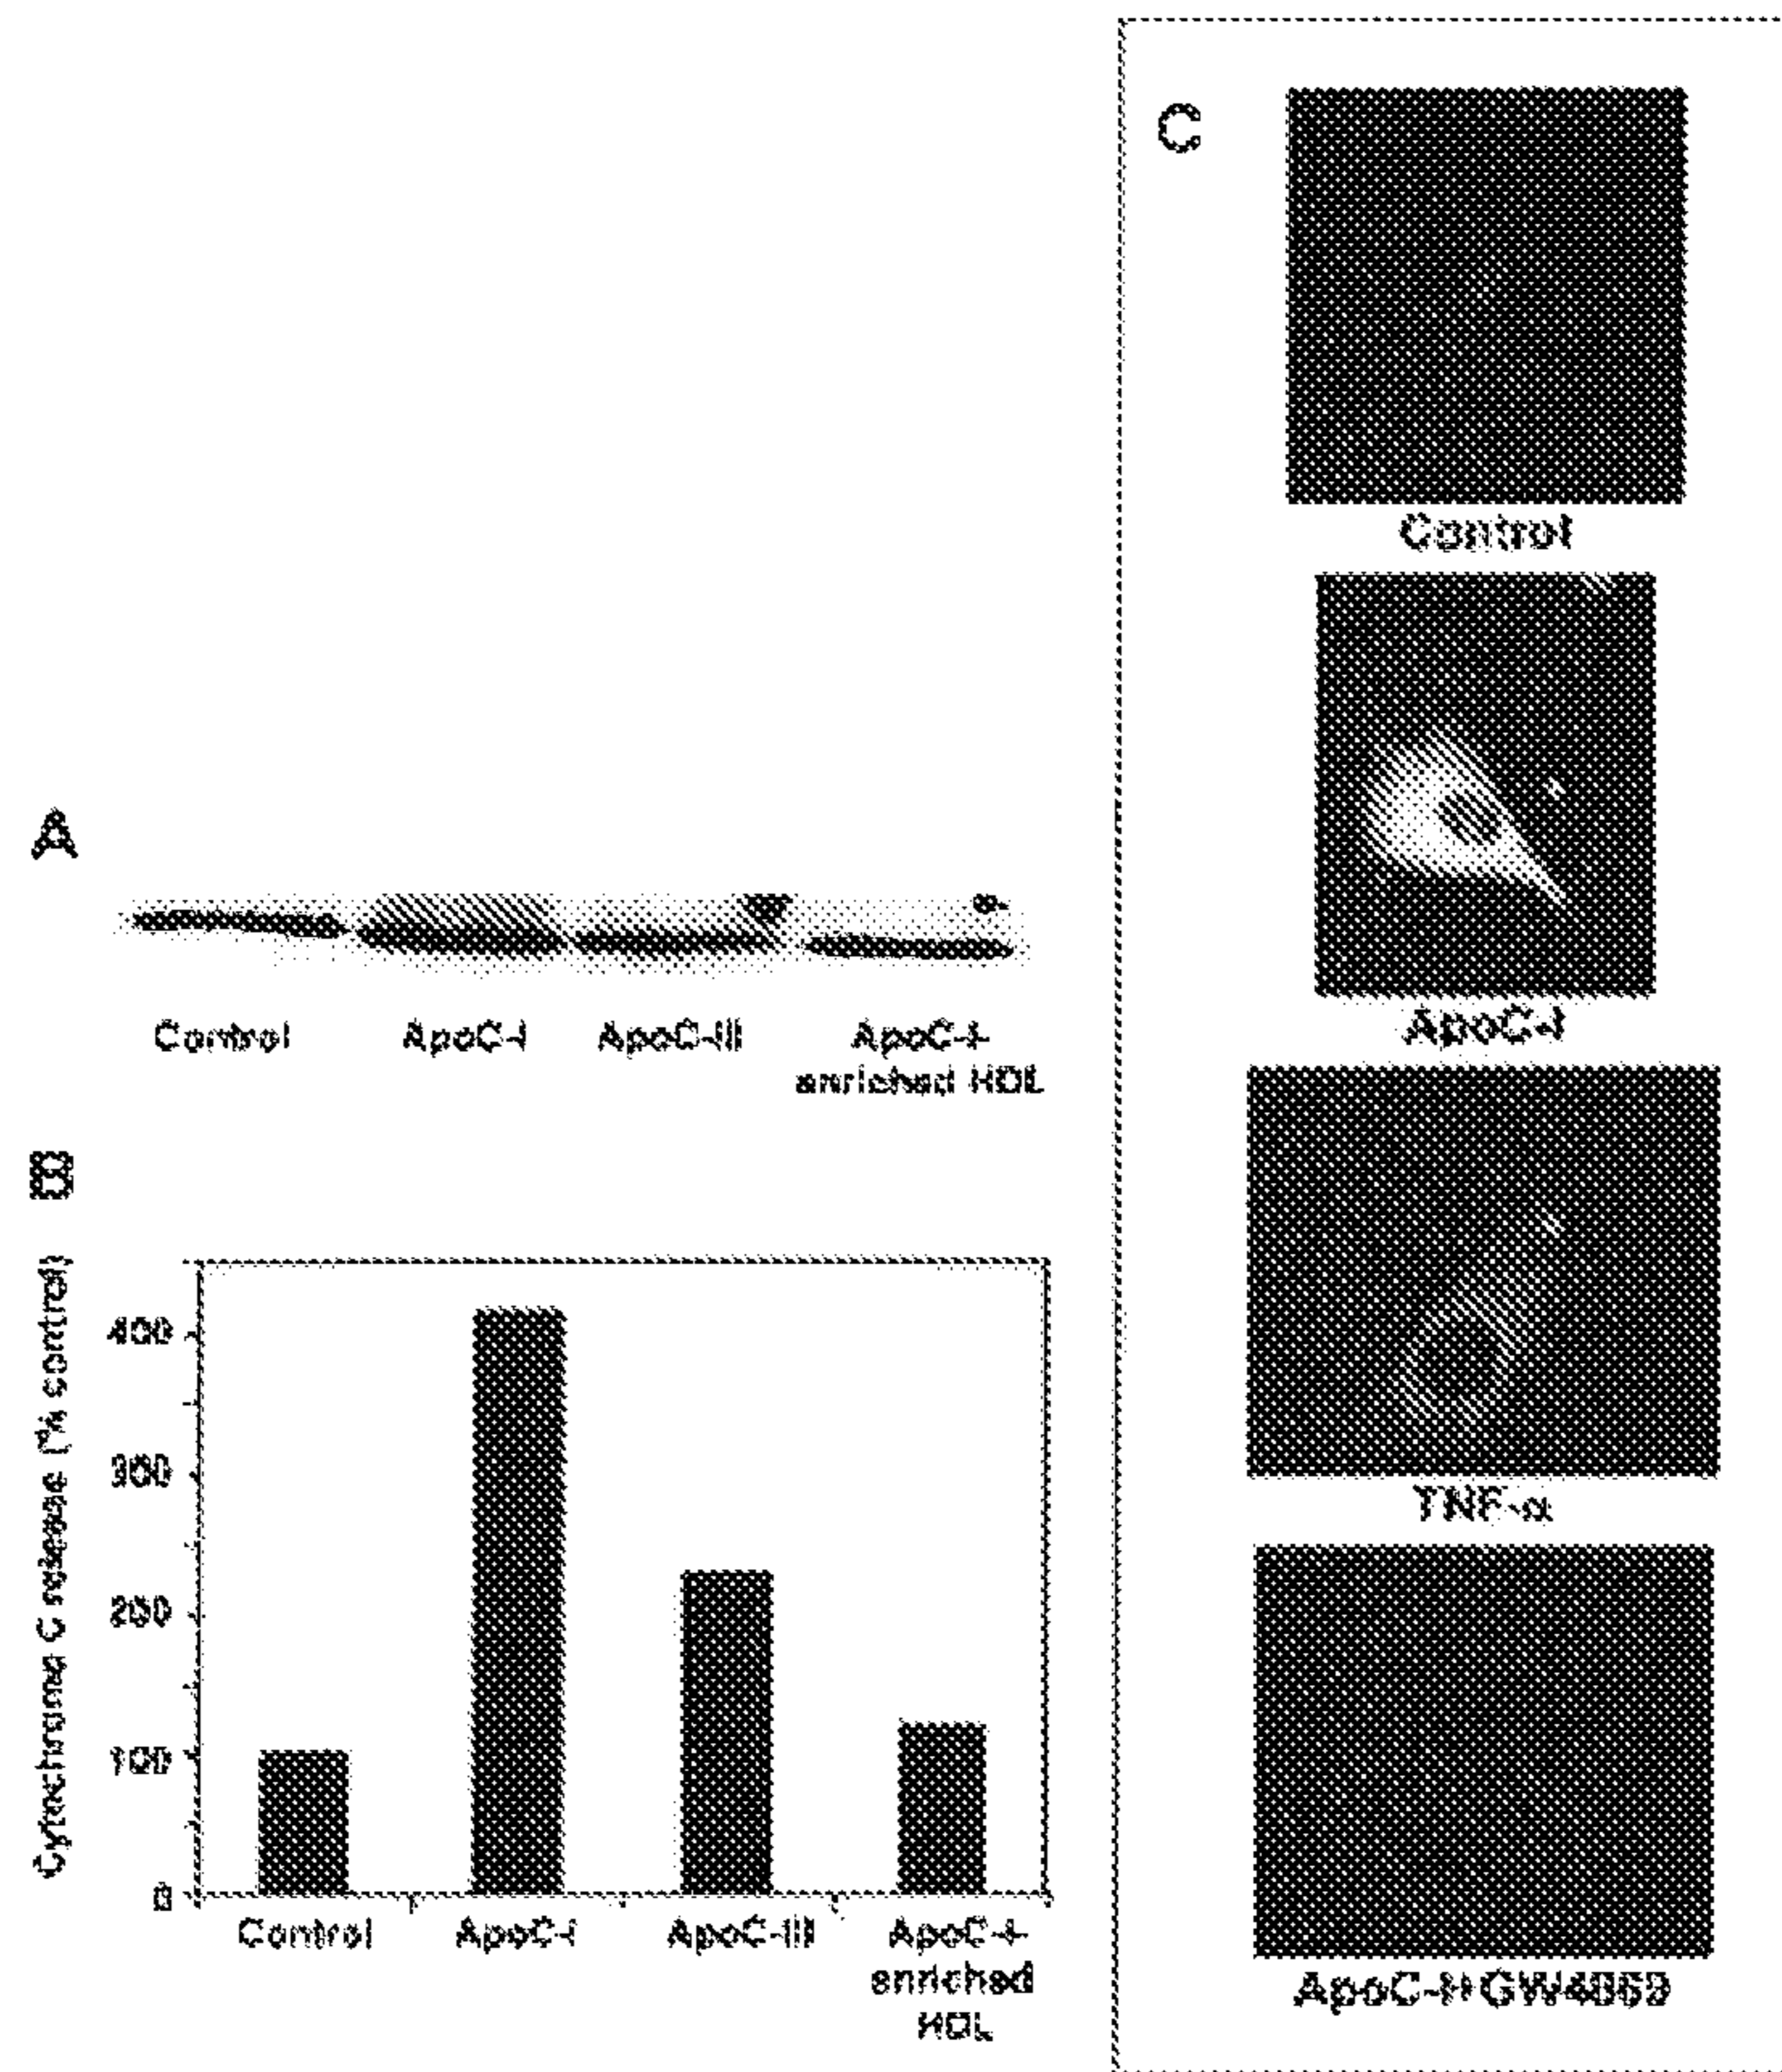 A
Control ApoC-I ApoC-III ApoC-I-
enriched HDL
B
Cytochrome C release (% control)
400
300
200
100
0
Control ApoC-I ApoC-III ApoC-I-
enriched
HDL
C
Control
ApoC-I
TNF-α
ApoC-I+GW4869